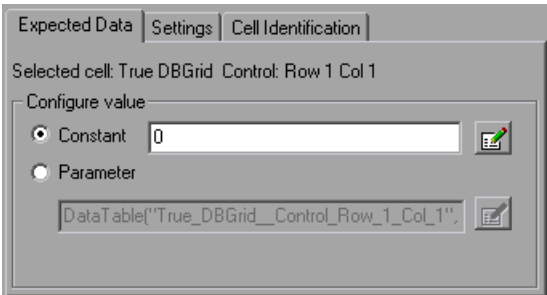 Expected Data Settings Cell Identification
Selected cell: True DBGrid Control: Row 1 Col 1
Configure value
Constant 0
Parameter
DataTable("True_DBGrid__Control_Row_1_Col_1",